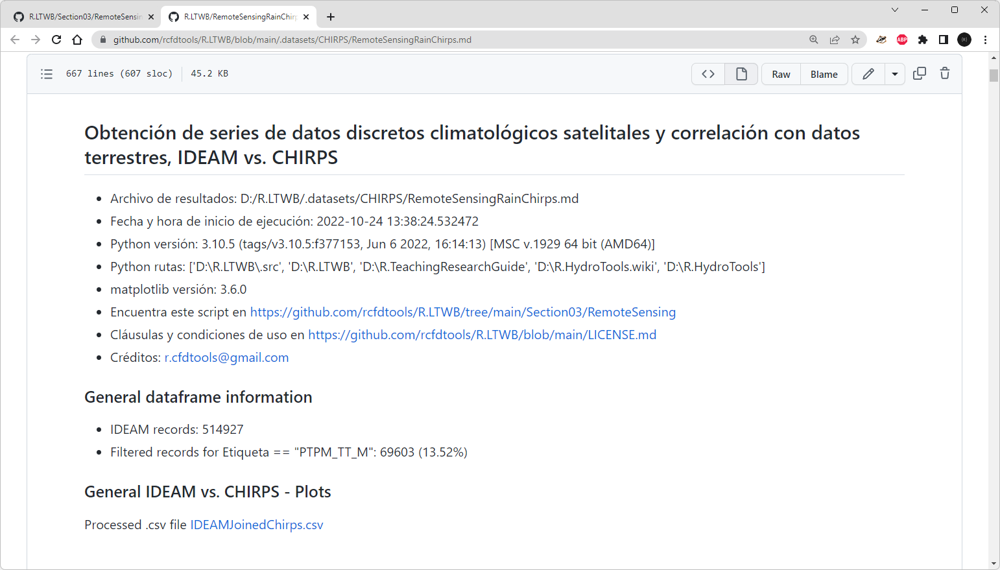 R.LTWB/Section03/RemoteSensin
R.LTWB/RemoteSensingRainChirp
github.com/rcfdtools/R.LTWB/blob/main/.datasets/CHIRPS/RemoteSensingRainChirps.md
ABP
667 lines (607 sloc)
45.2 KB
Raw
Blame
Obtención de series de datos discretos climatológicos satelitales y correlación con datos
terrestres, IDEAM vs. CHIRPS
Archivo de resultados: D:/R.LTWB/.datasets/CHIRPS/RemoteSensingRainChirps.md
Fecha y hora de inicio de ejecución: 2022-10-24 13:38:24.532472
Python versión: 3.10.5 (tags/v3.10.5:f377153, Jun 6 2022, 16:14:13) [MSC v.1929 64 bit (AMD64)]
Python rutas: ['D:\R.LTWB\.src', 'D:\R.LTWB', 'D:\R.TeachingResearchGuide', 'D:\R.HydroTools.wiki', 'D:\R.HydroTools']
matplotlib versión: 3.6.0
Encuentra este script en https://github.com/rcfdtools/R.LTWB/tree/main/Section03/RemoteSensing
Cláusulas y condiciones de uso en https://github.com/rcfdtools/R.LTWB/blob/main/LICENSE.md
Créditos: r.cfdtools@gmail.com
General dataframe information
IDEAM records: 514927
Filtered records for Etiqueta == "PTPM_TT_M": 69603 (13.52%)
General IDEAM vs. CHIRPS - Plots
Processed .csv file IDEAMJoinedChirps.csv